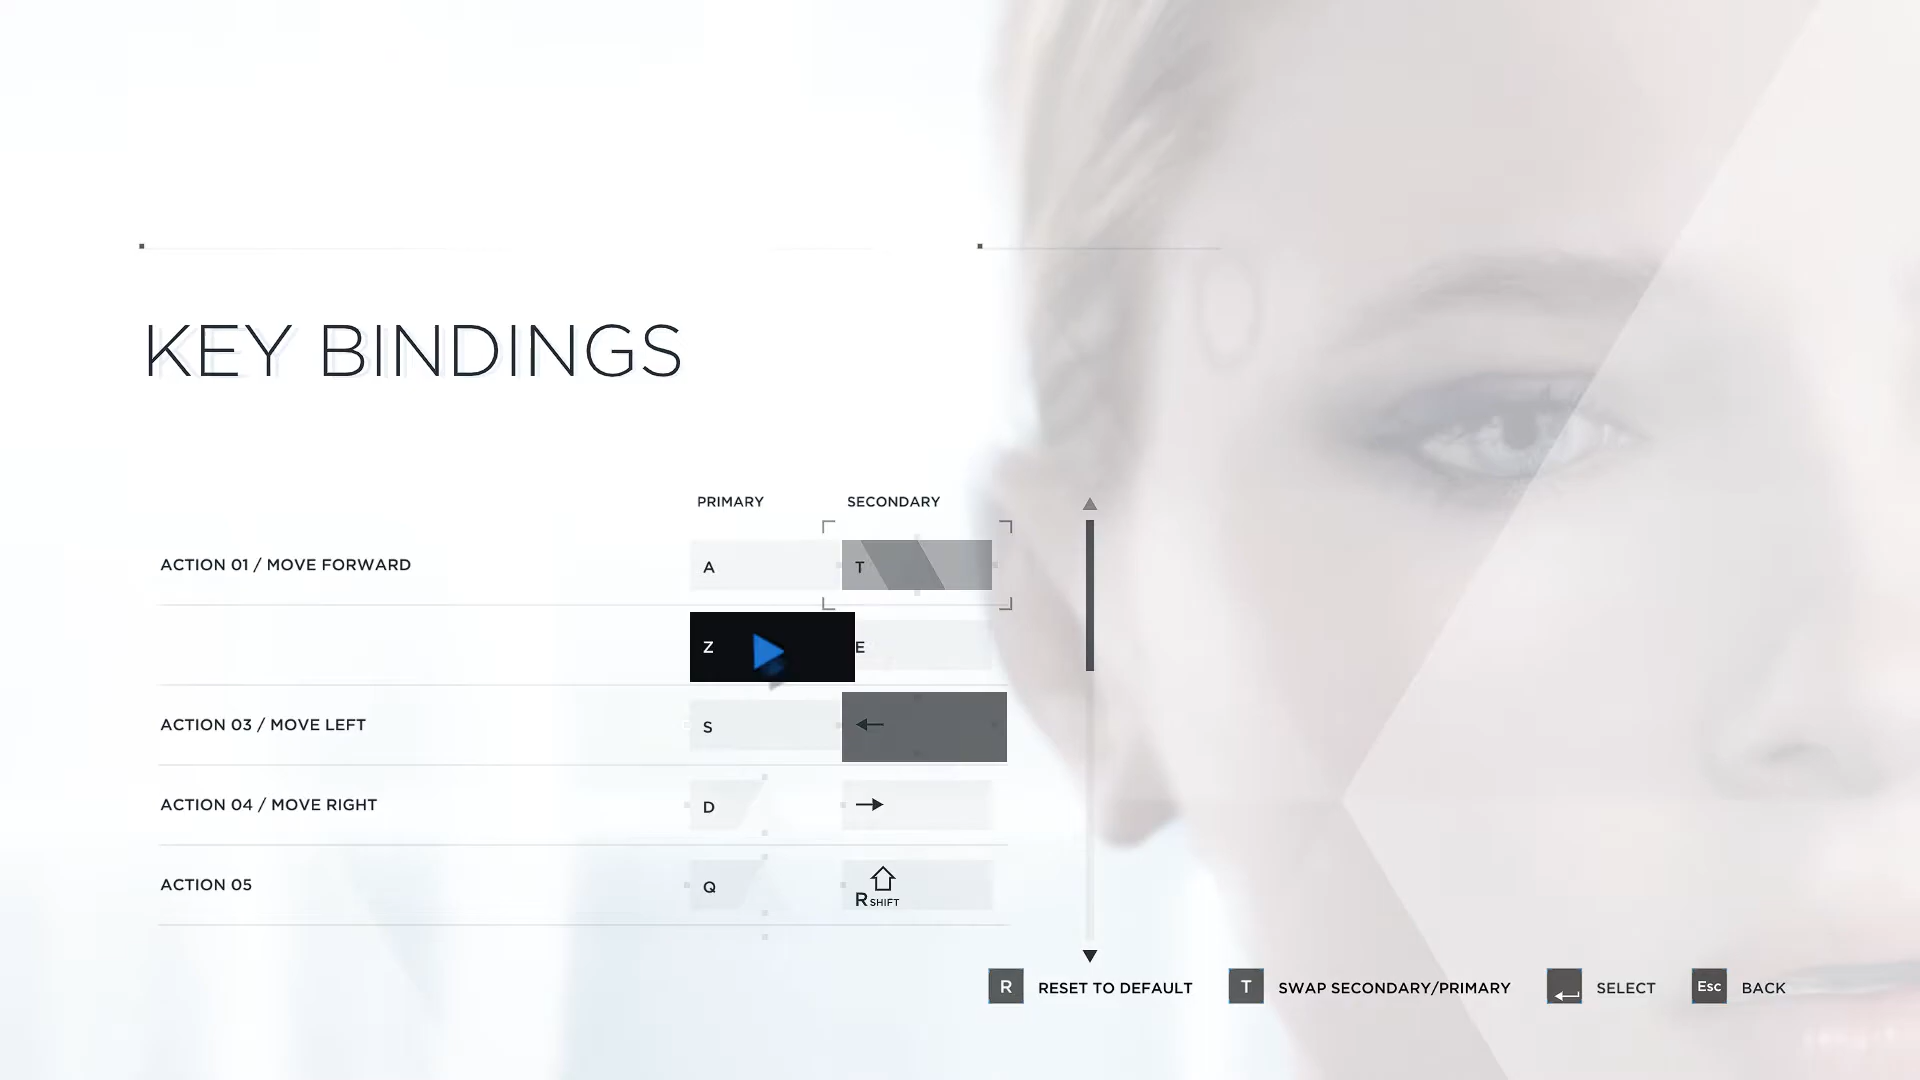 KEY BINDINGS
PRIMARY SECONDARY
ACTION 01 / MOVE FORWARD A T
Z E
ACTION 03 / MOVE LEFT S ←
ACTION 04 / MOVE RIGHT D →
ACTION 05 Q R SHIFT
R RESET TO DEFAULT T SWAP SECONDARY/PRIMARY SELECT Esc BACK